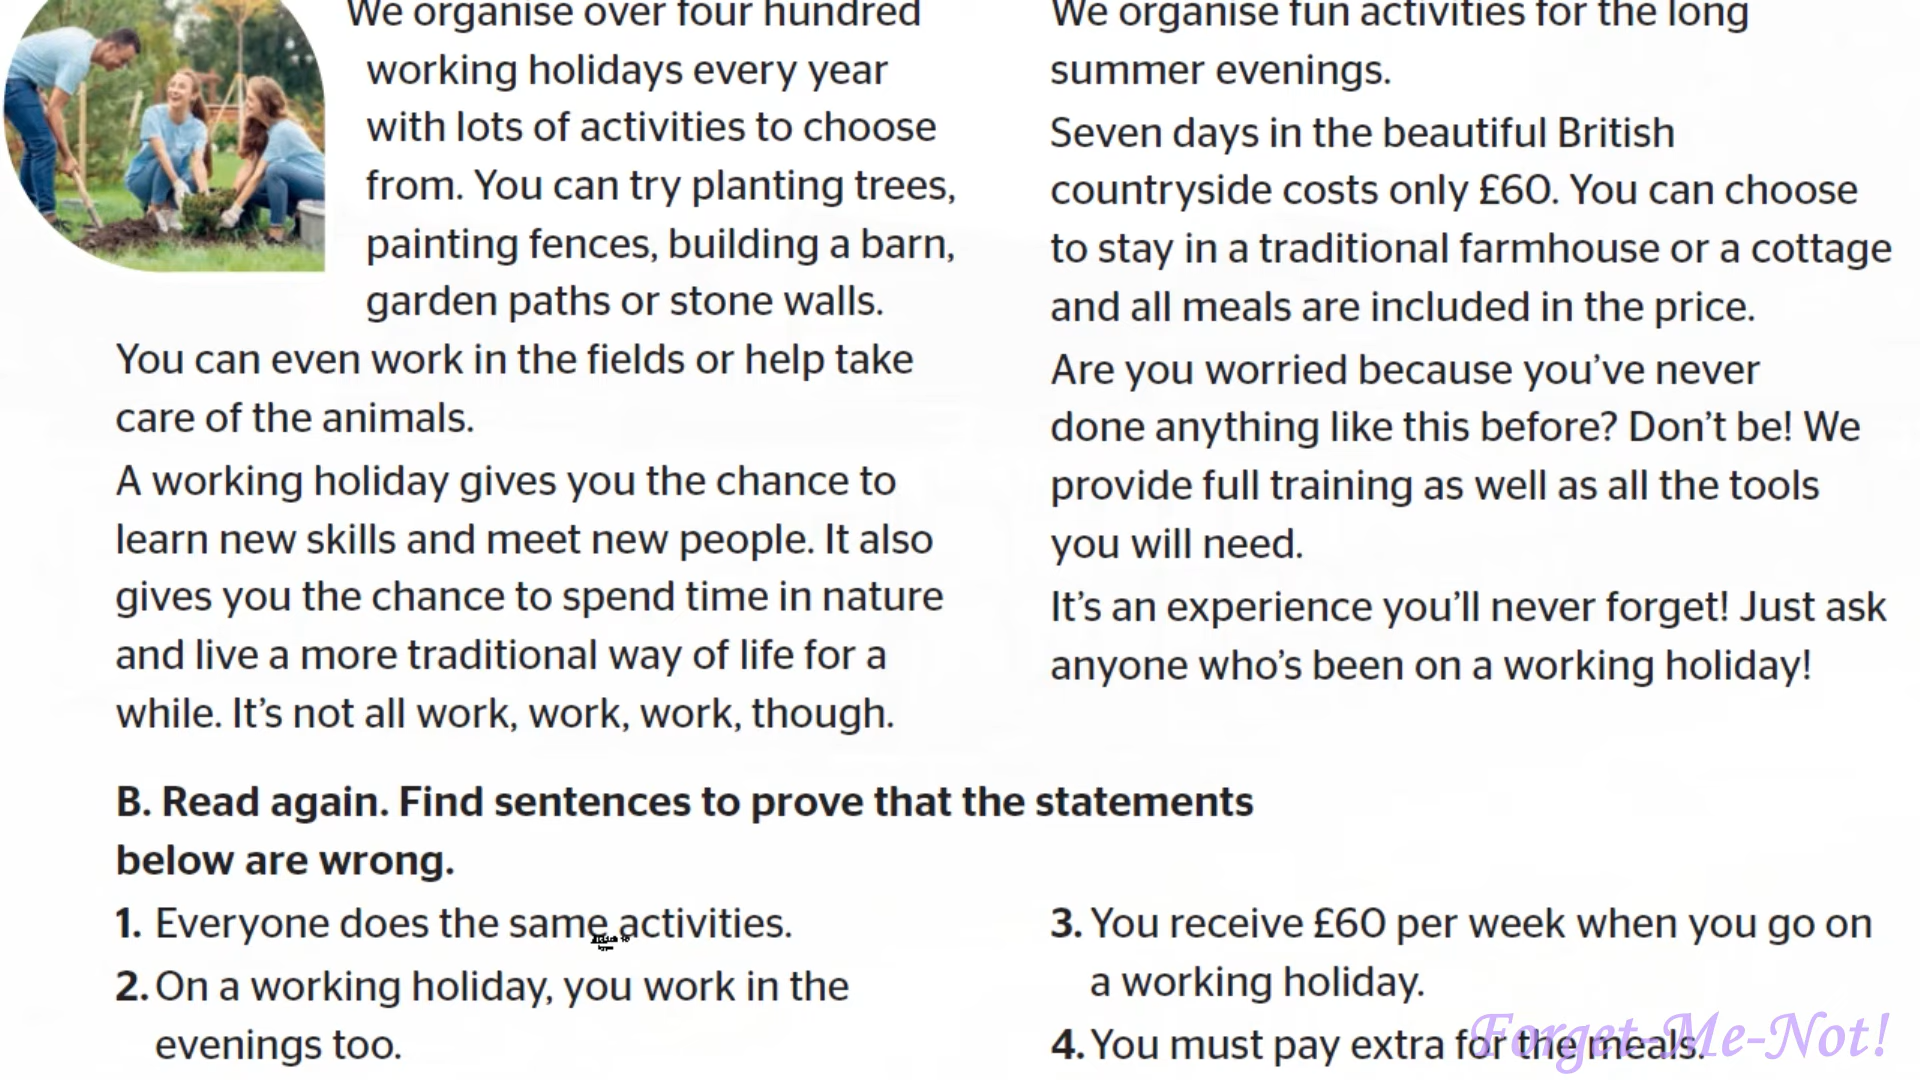 We organise over four hundred
working holidays every year
with lots of activities to choose
from. You can try planting trees,
painting fences, building a barn,
garden paths or stone walls.
You can even work in the fields or help take
care of the animals.
A working holiday gives you the chance to
learn new skills and meet new people. It also
gives you the chance to spend time in nature
and live a more traditional way of life for a
while. It’s not all work, work, work, though.
We organise fun activities for the long
summer evenings.
Seven days in the beautiful British
countryside costs only £60. You can choose
to stay in a traditional farmhouse or a cottage
and all meals are included in the price.
Are you worried because you’ve never
done anything like this before? Don’t be! We
provide full training as well as all the tools
you will need.
It’s an experience you’ll never forget! Just ask
anyone who’s been on a working holiday!
B. Read again. Find sentences to prove that the statements
below are wrong.
1. Everyone does the same activities.
2. On a working holiday, you work in the
evenings too.
3. You receive £60 per week when you go on
a working holiday.
4. You must pay extra for the meals.
Forget-Me-Not!